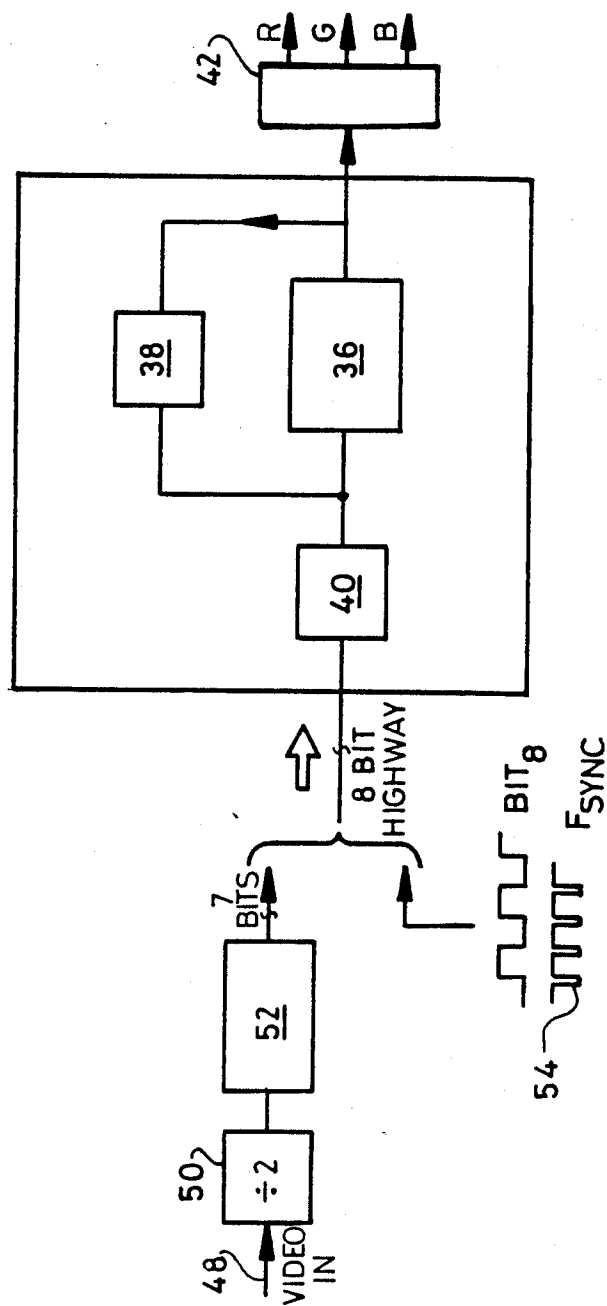 48
VIDEO
IN
50
÷2
52
7
BITS
8 BIT
HIGHWAY
BIT8
FSYNC
54
40
38
36
42
R
G
B